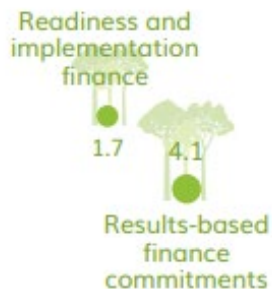 Readiness and
implementation
finance
1.7
4.1
Results-based
finance
commitments